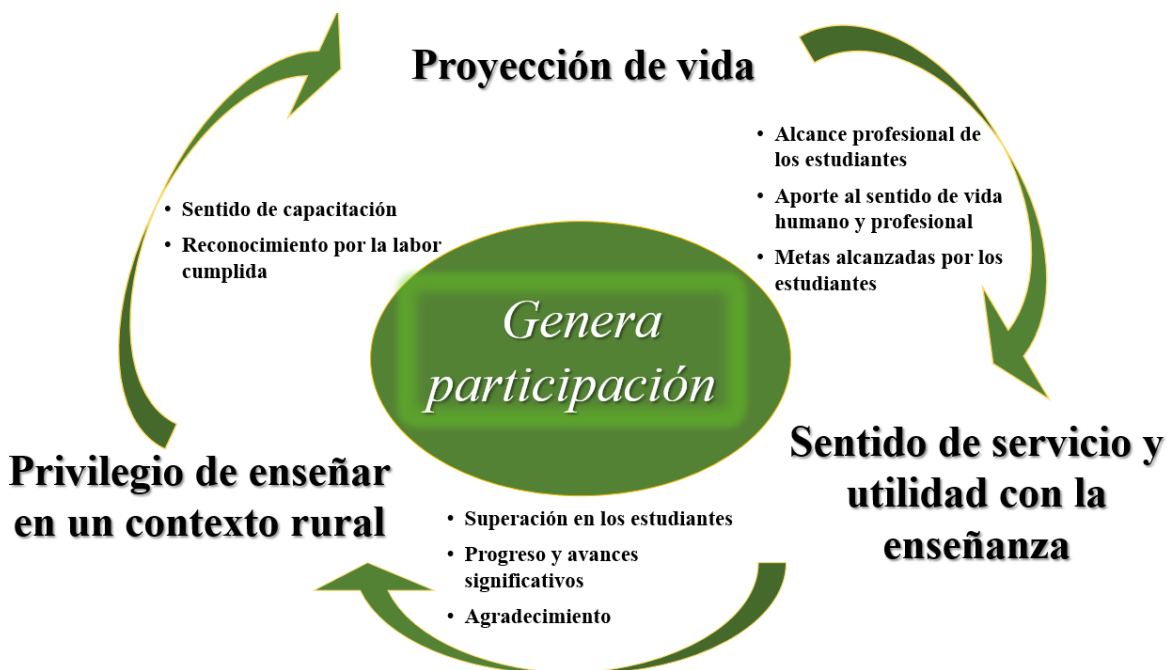 Proyección de vida
• Alcance profesional de
los estudiantes
• Aporte al sentido de vida
humano y profesional
• Metas alcanzadas por los
estudiantes
• Sentido de capacitación
• Reconocimiento por la labor
cumplida
Genera
participación
Sentido de servicio y
utilidad con la
enseñanza
Privilegio de enseñar
en un contexto rural
• Superación en los estudiantes
• Progreso y avances
significativos
• Agradecimiento